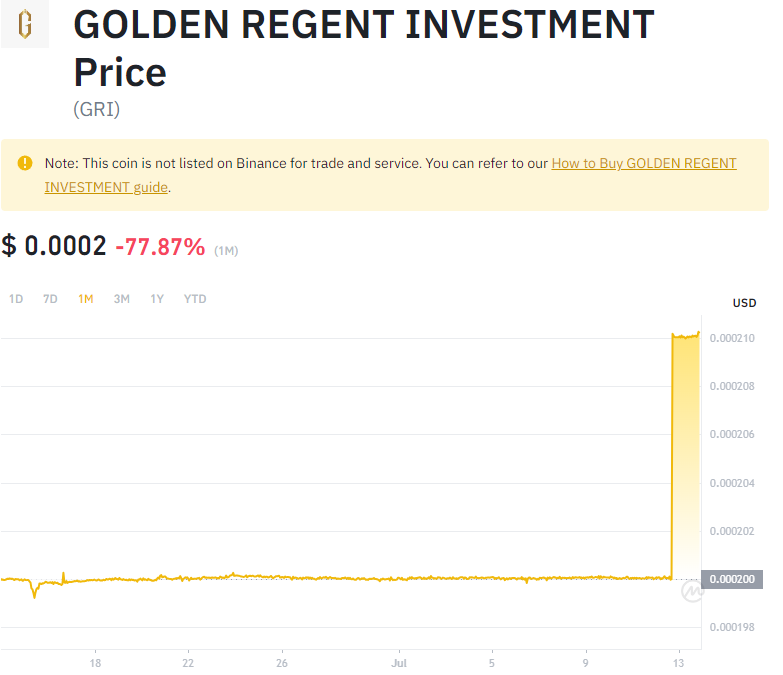 GOLDEN REGENT INVESTMENT
Price
(GRI)
Note: This coin is not listed on Binance for trade and service. You can refer to our How to Buy GOLDEN REGENT
INVESTMENT guide.
$ 0.0002 -77.87% (1M)
1D 7D 1M 3M 1Y YTD
USD
0.000210
0.000208
0.000206
0.000204
0.000202
0.000200
0.000198
18 22 26 Jul 5 9 13